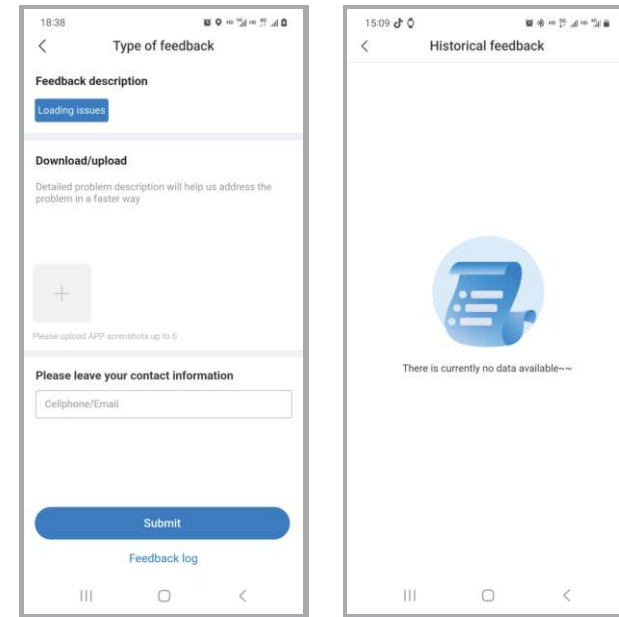 18:38
Type of feedback
Feedback description
Loading issues
Download/upload
Detailed problem description will help us address the
problem in a faster way
Please upload APP screnshots up to 6
Please leave your contact information
Cellphone/Email
Submit
Feedback log
15:09
Historical feedback
There is currently no data available~~